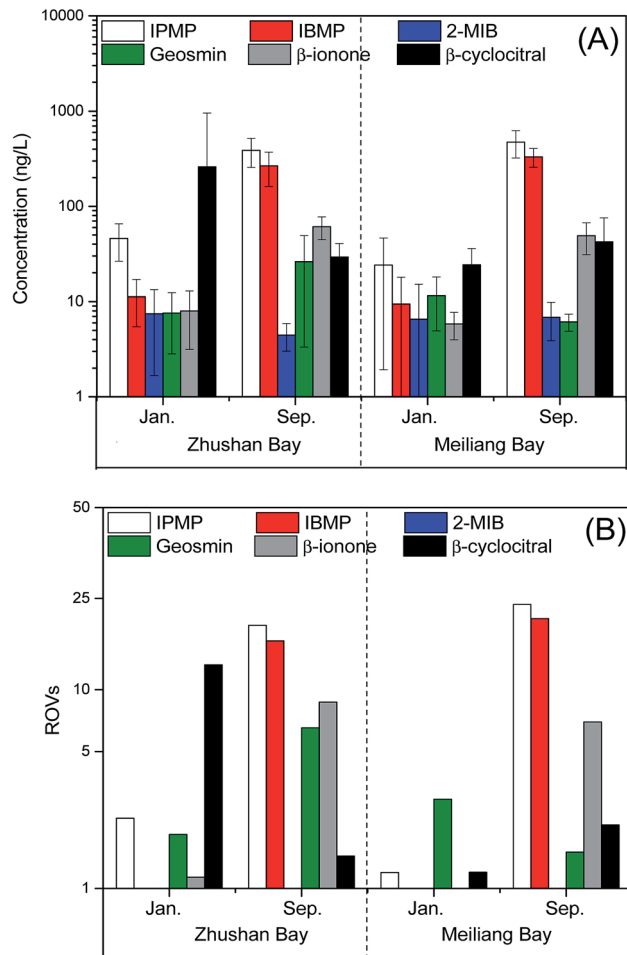 10000
1000
100
10
1
Concentration (ng/L)
IPMP IBMP 2-MIB
Geosmin β-ionone β-cyclocitral
(A)
Jan. Sep. Jan. Sep.
Zhushan Bay Meiliang Bay
50
25
10
5
1
ROVs
IPMP IBMP 2-MIB
Geosmin β-ionone β-cyclocitral
(B)
Jan. Sep. Jan. Sep.
Zhushan Bay Meiliang Bay